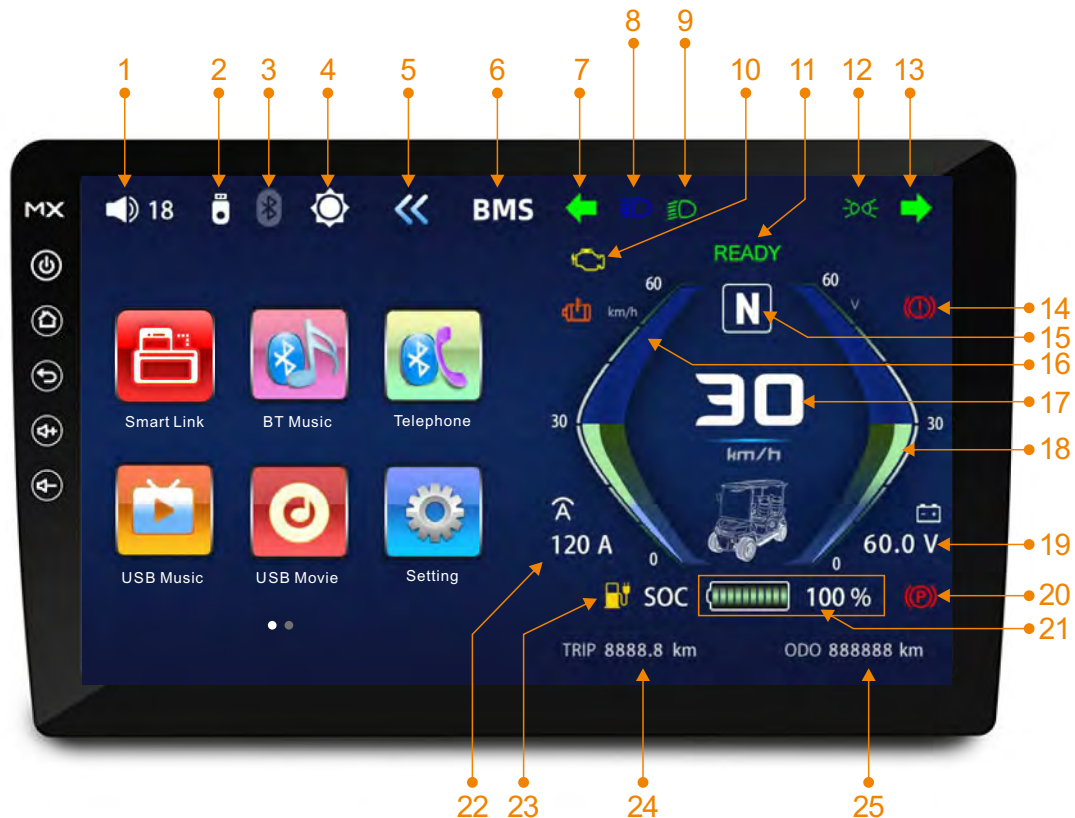 8
9
1
2
3
4
5
6
7
10
11
12
13
MX
18
BMS
READY
60
60
km/h
V
N
14
15
16
30
17
Smart Link
BT Music
Telephone
30
30
km/h
18
A
120 A
60.0 V
19
USB Music
USB Movie
Setting
0
0
SOC
100 %
P
20
21
TRIP 8888.8 km
ODO 888888 km
22
23
24
25